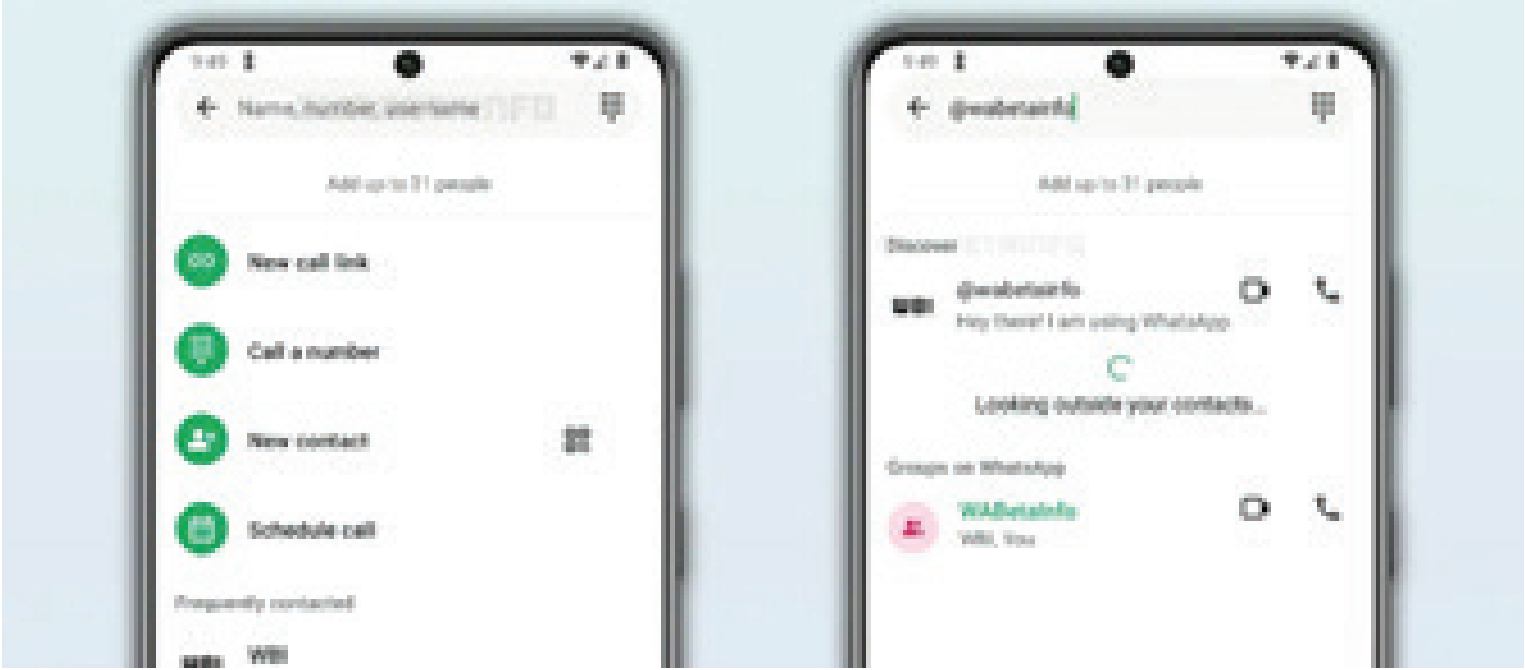 Name, number, username
Add up to 31 people
New call link
Call a number
New contact
Schedule call
Frequently contacted
WBI
WBI
@wabetainfo
Add up to 31 people
Discover
WBI
@wabetainfo
Hey there! I am using WhatsApp
Looking outside your contacts...
Groups on WhatsApp
WABetaInfo
WBI, You